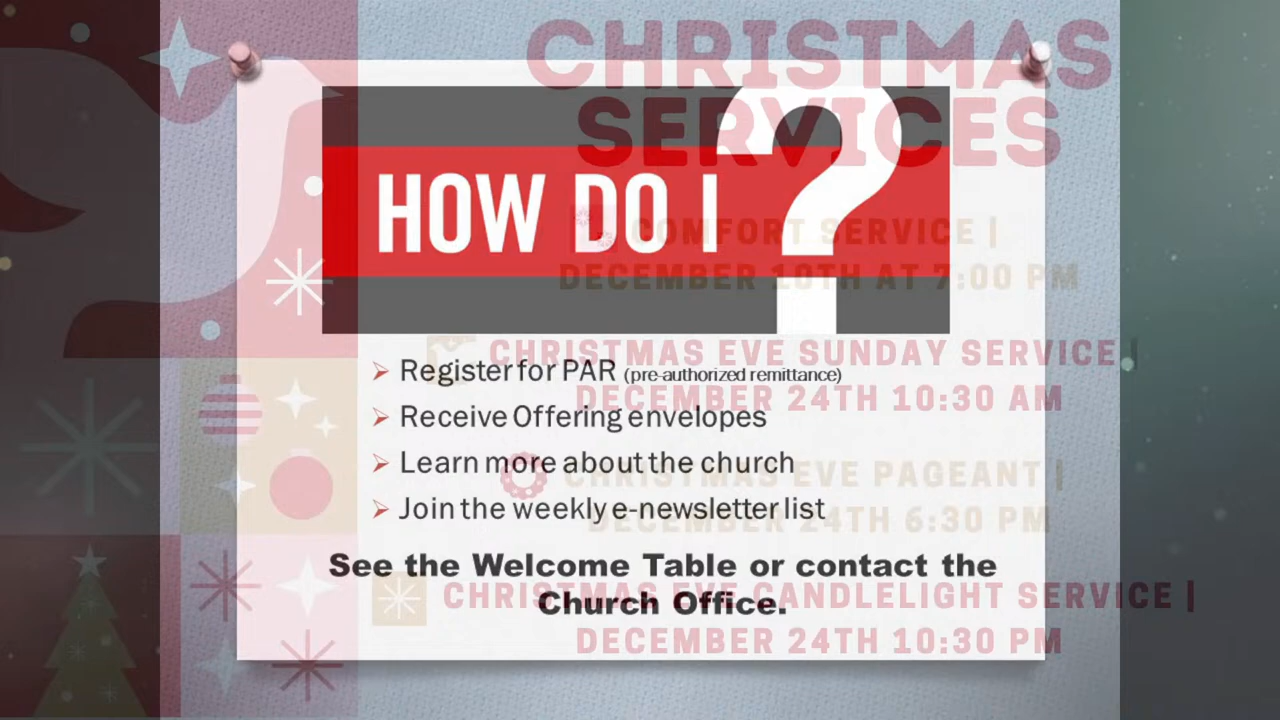 CHRISTMAS
SERVICES
HOW DO I ?
COMFORT SERVICE |
DECEMBER 10TH AT 7:00 PM
CHRISTMAS EVE SUNDAY SERVICE |
DECEMBER 24TH 10:30 AM
CHRISTMAS EVE PAGEANT |
DECEMBER 24TH 6:30 PM
CHRISTMAS EVE CANDLELIGHT SERVICE |
DECEMBER 24TH 10:30 PM
➢ Register for PAR (pre-authorized remittance)
➢ Receive Offering envelopes
➢ Learn more about the church
➢ Join the weekly e-newsletter list
See the Welcome Table or contact the
Church Office.